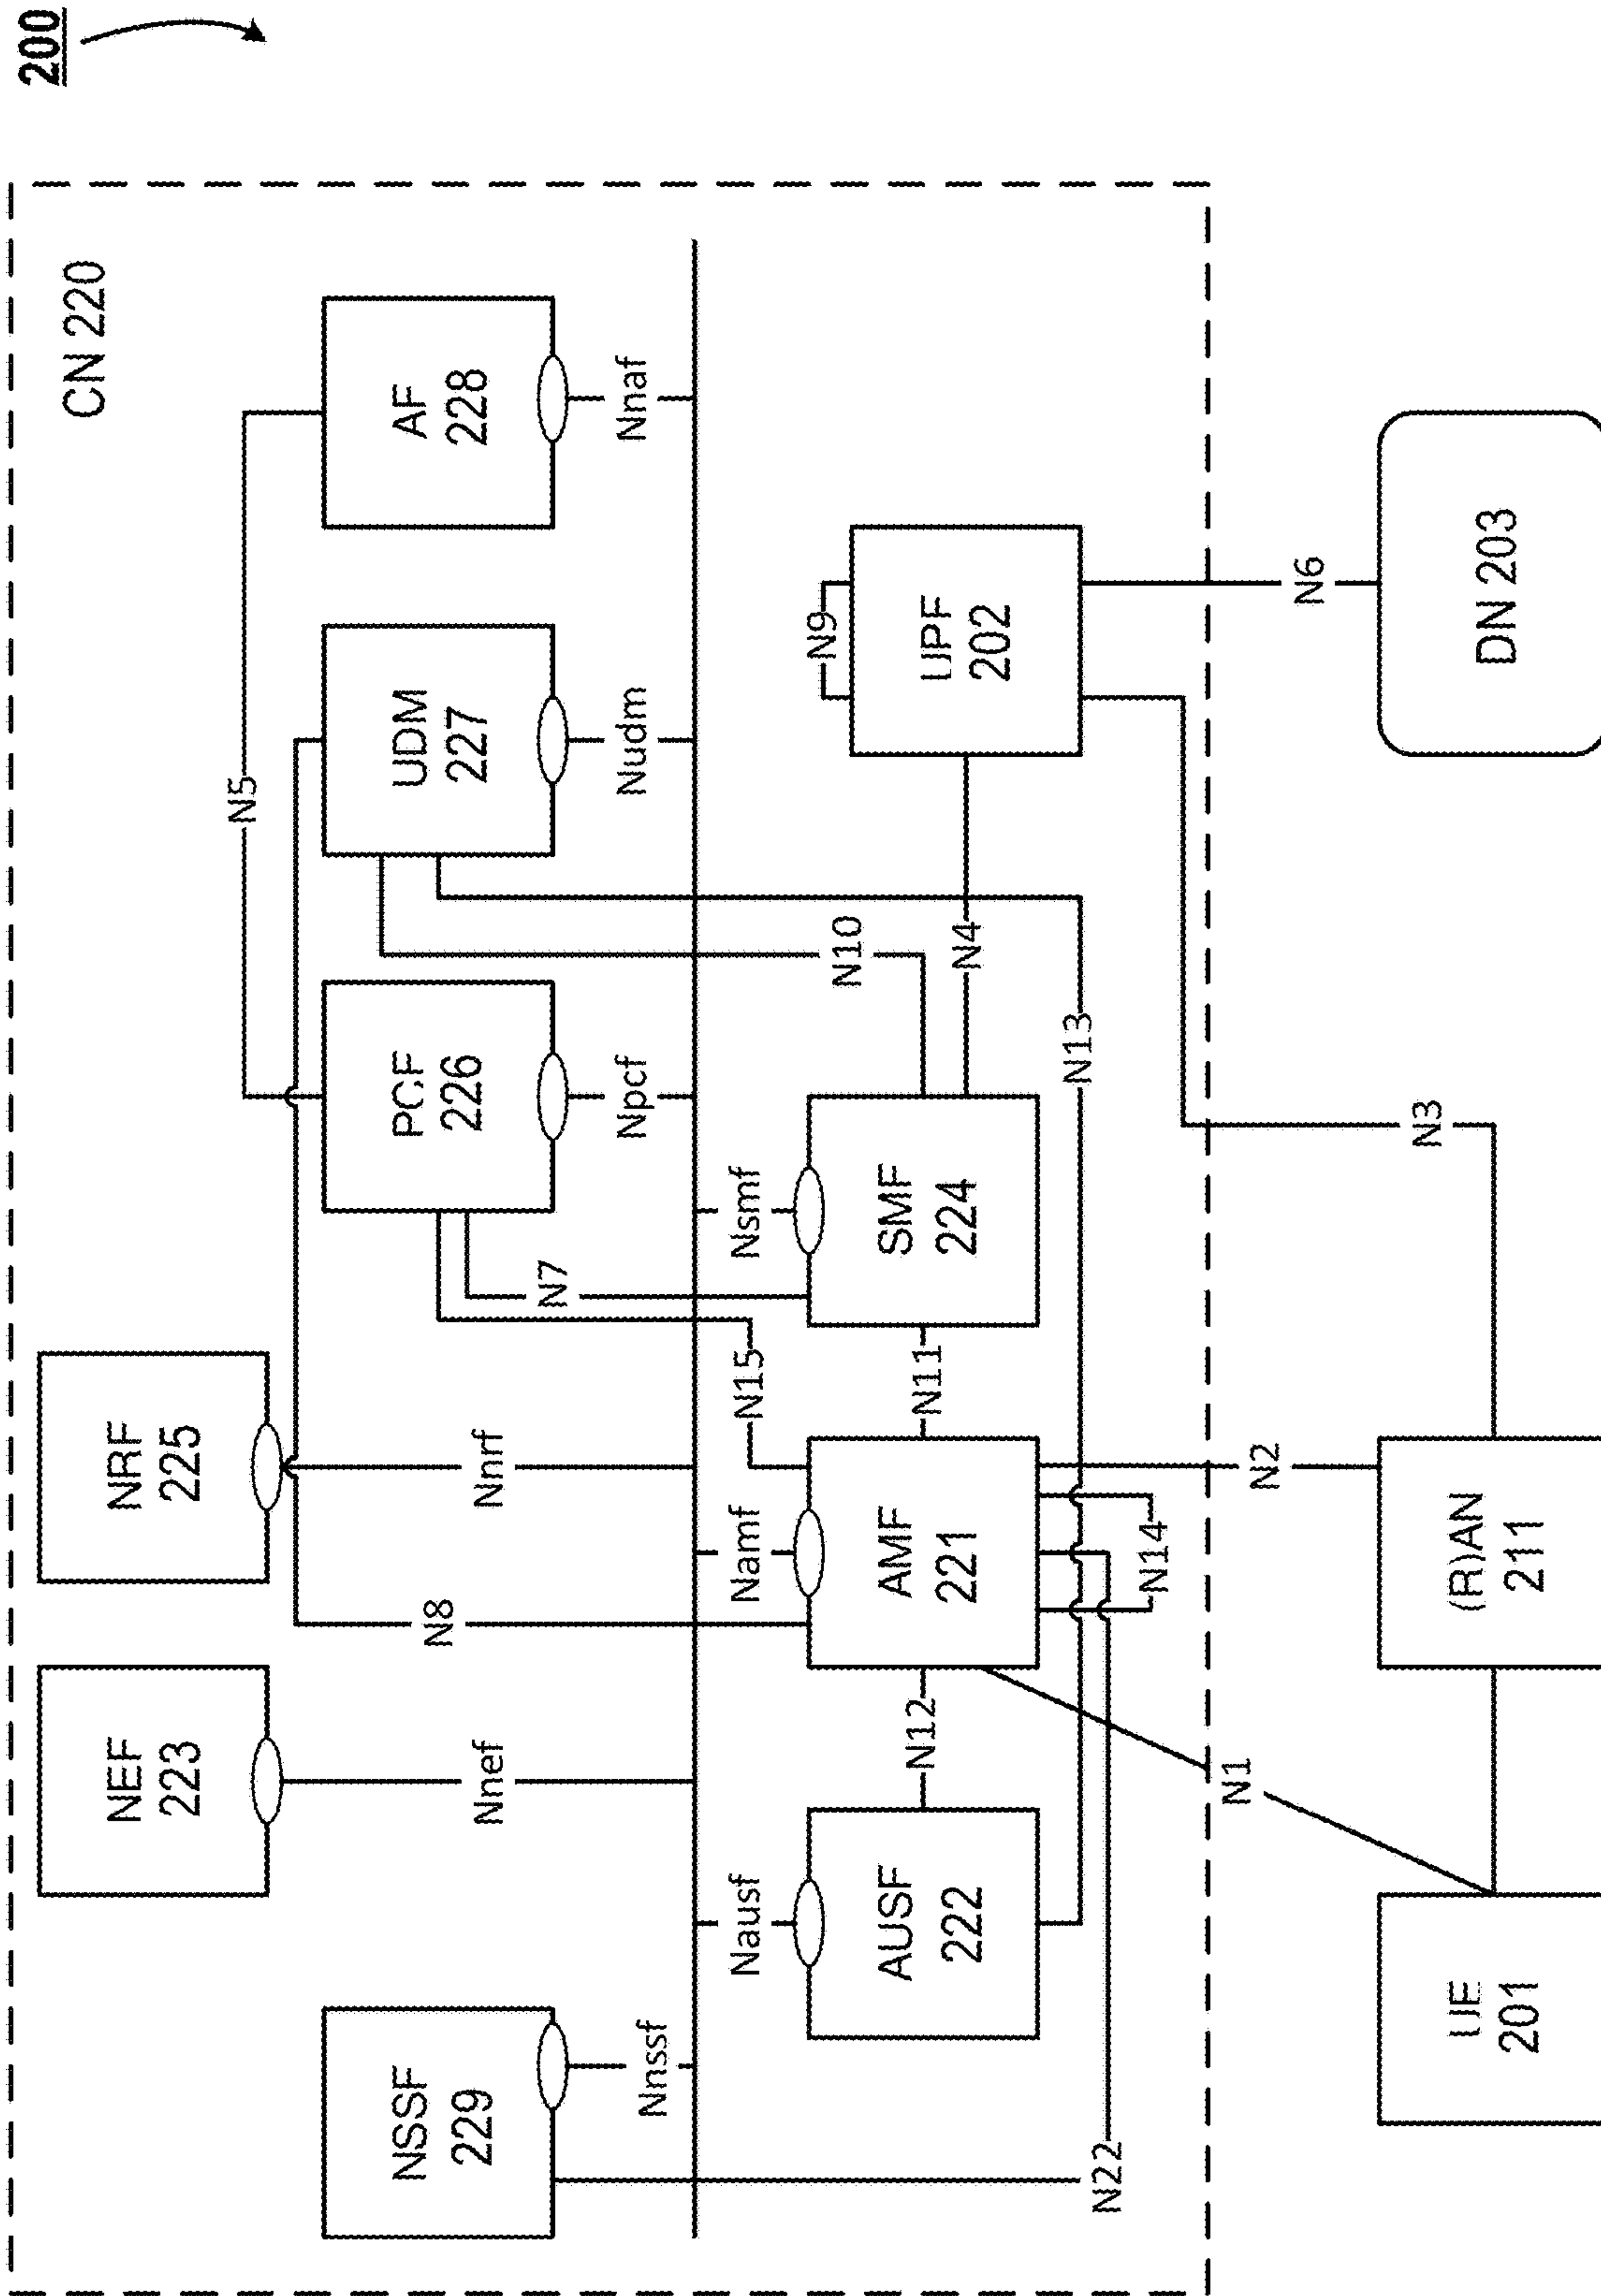 200
CN 220
NEF
223
NRF
225
N5
NSSF
229
N8
PCF
226
UDM
227
AF
228
Nnef
Nnrf
N7
Nnssf
Npcf
Nudm
Nnaf
Nausf
Namf
N15
Nsmf
N10
N9
AUSF
222
N12
AMF
221
N11
SMF
224
N4
UPF
202
N13
N22
N14
N1
N2
N3
N6
UE
201
(R)AN
211
DN 203